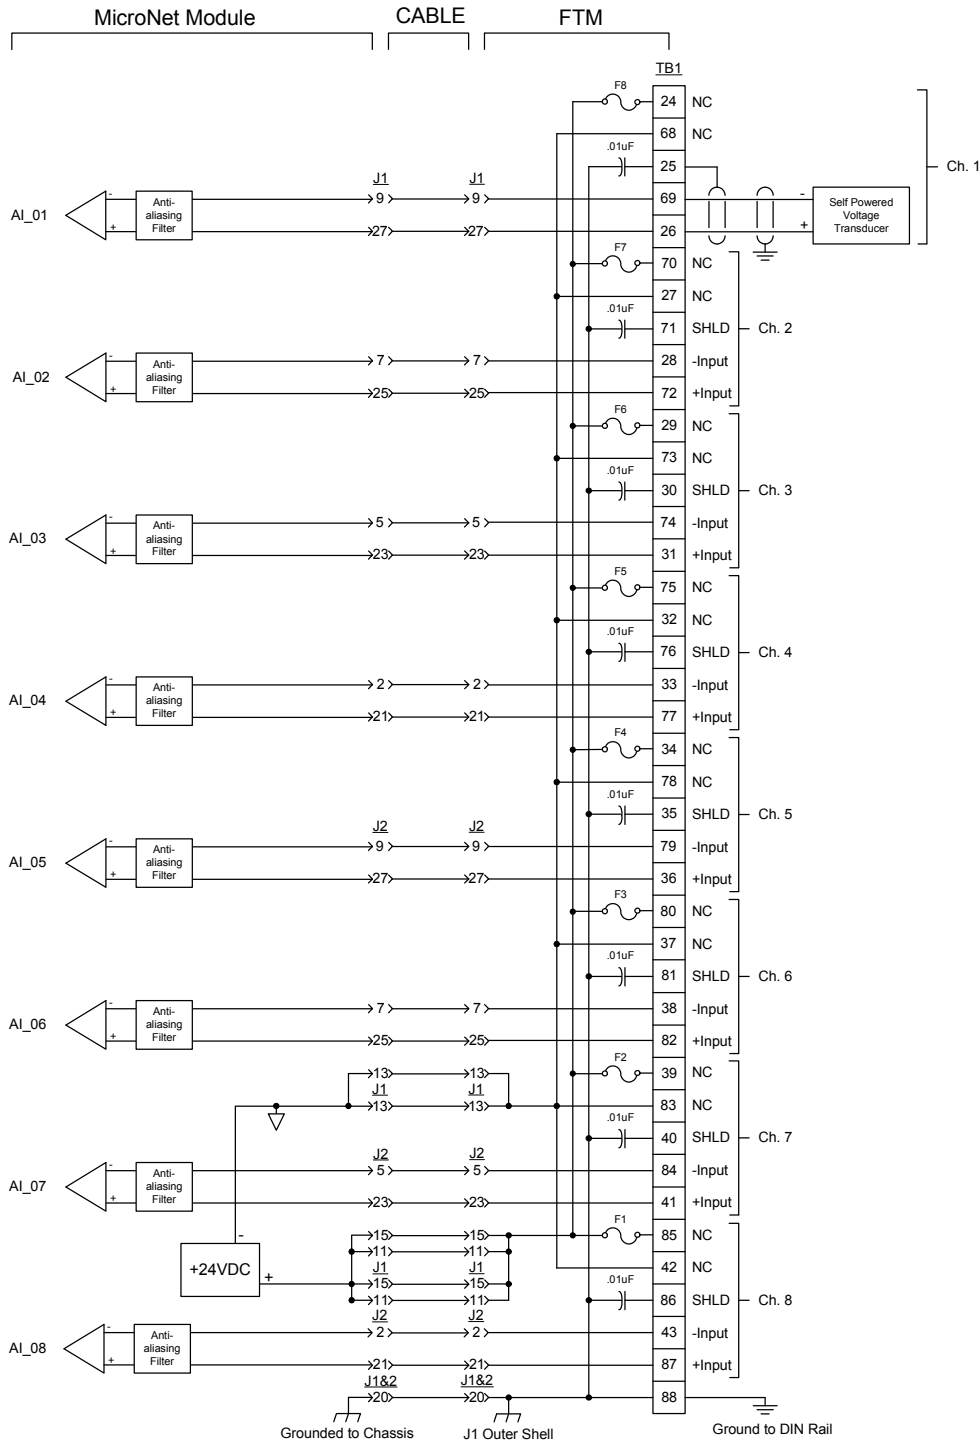 MicroNet Module CABLE FTM
TB1
F8 24 NC
68 NC
.01uF 25
Ch. 1
J1 J1
AI_01 - Anti- 9 9 69 - Self Powered
aliasing Voltage
+ Filter 27 27 26 + Transducer
F7 70 NC
27 NC
.01uF 71 SHLD Ch. 2
AI_02 - Anti- 7 7 28 -Input
aliasing
+ Filter 25 25 72 +Input
F6 29 NC
73 NC
.01uF 30 SHLD Ch. 3
AI_03 - Anti- 5 5 74 -Input
aliasing
+ Filter 23 23 31 +Input
F5 75 NC
32 NC
.01uF 76 SHLD Ch. 4
AI_04 - Anti- 2 2 33 -Input
aliasing
+ Filter 21 21 77 +Input
F4 34 NC
78 NC
.01uF 35 SHLD Ch. 5
J2 J2
AI_05 - Anti- 9 9 79 -Input
aliasing
+ Filter 27 27 36 +Input
F3 80 NC
37 NC
.01uF 81 SHLD Ch. 6
AI_06 - Anti- 7 7 38 -Input
aliasing
+ Filter 25 25 82 +Input
13 13 F2 39 NC
J1 J1
13 13 83 NC
.01uF 40 SHLD Ch. 7
J2 J2
AI_07 - Anti- 5 5 84 -Input
aliasing
+ Filter 23 23 41 +Input
- 15 15 F1 85 NC
11 11
+24VDC + J1 J1 42 NC
15 15
11 11 .01uF 86 SHLD Ch. 8
J2 J2
AI_08 - Anti- 2 2 43 -Input
aliasing
+ Filter 21 21 87 +Input
J1&2 J1&2
20 20 88
Grounded to Chassis J1 Outer Shell Ground to DIN Rail